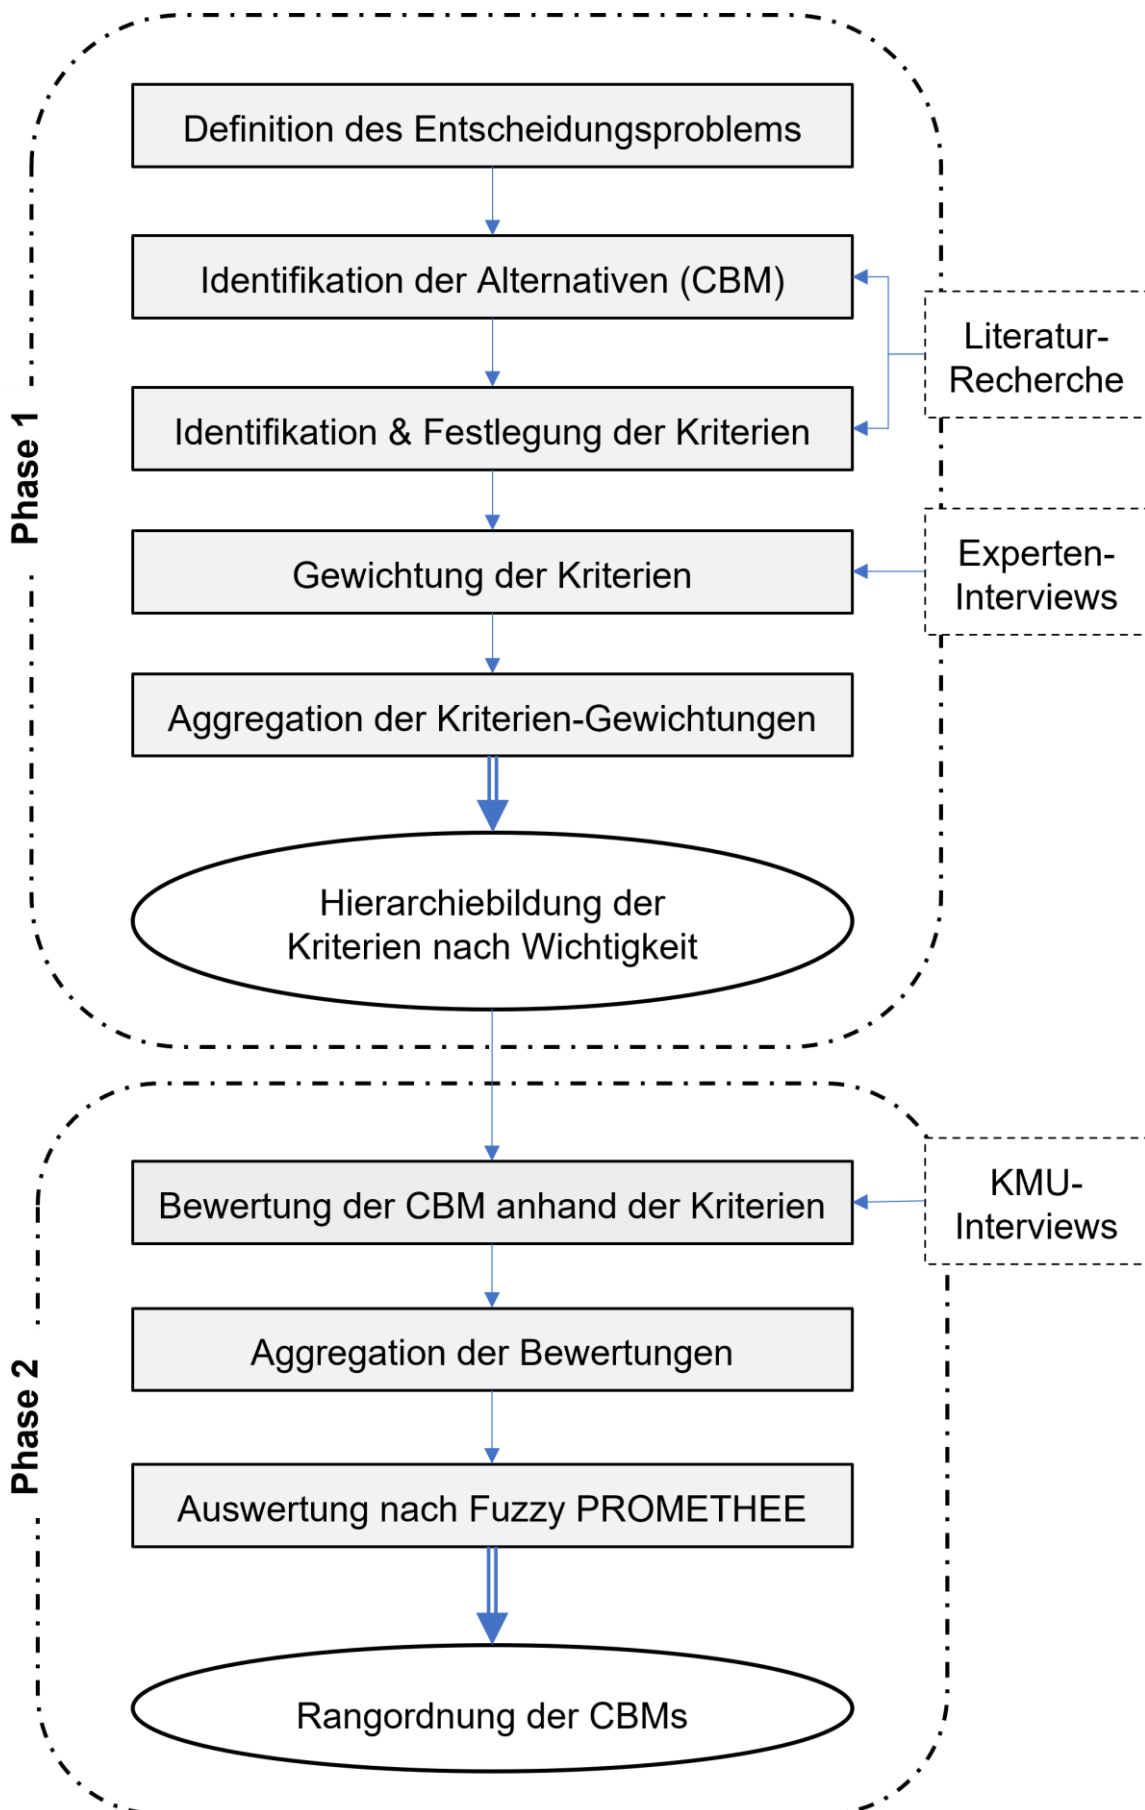 Phase 1
Definition des Entscheidungsproblems
Identifikation der Alternativen (CBM)
Literatur-
Recherche
Identifikation & Festlegung der Kriterien
Experten-
Interviews
Gewichtung der Kriterien
Aggregation der Kriterien-Gewichtungen
Hierarchiebildung der
Kriterien nach Wichtigkeit
Phase 2
KMU-
Interviews
Bewertung der CBM anhand der Kriterien
Aggregation der Bewertungen
Auswertung nach Fuzzy PROMETHEE
Rangordnung der CBMs